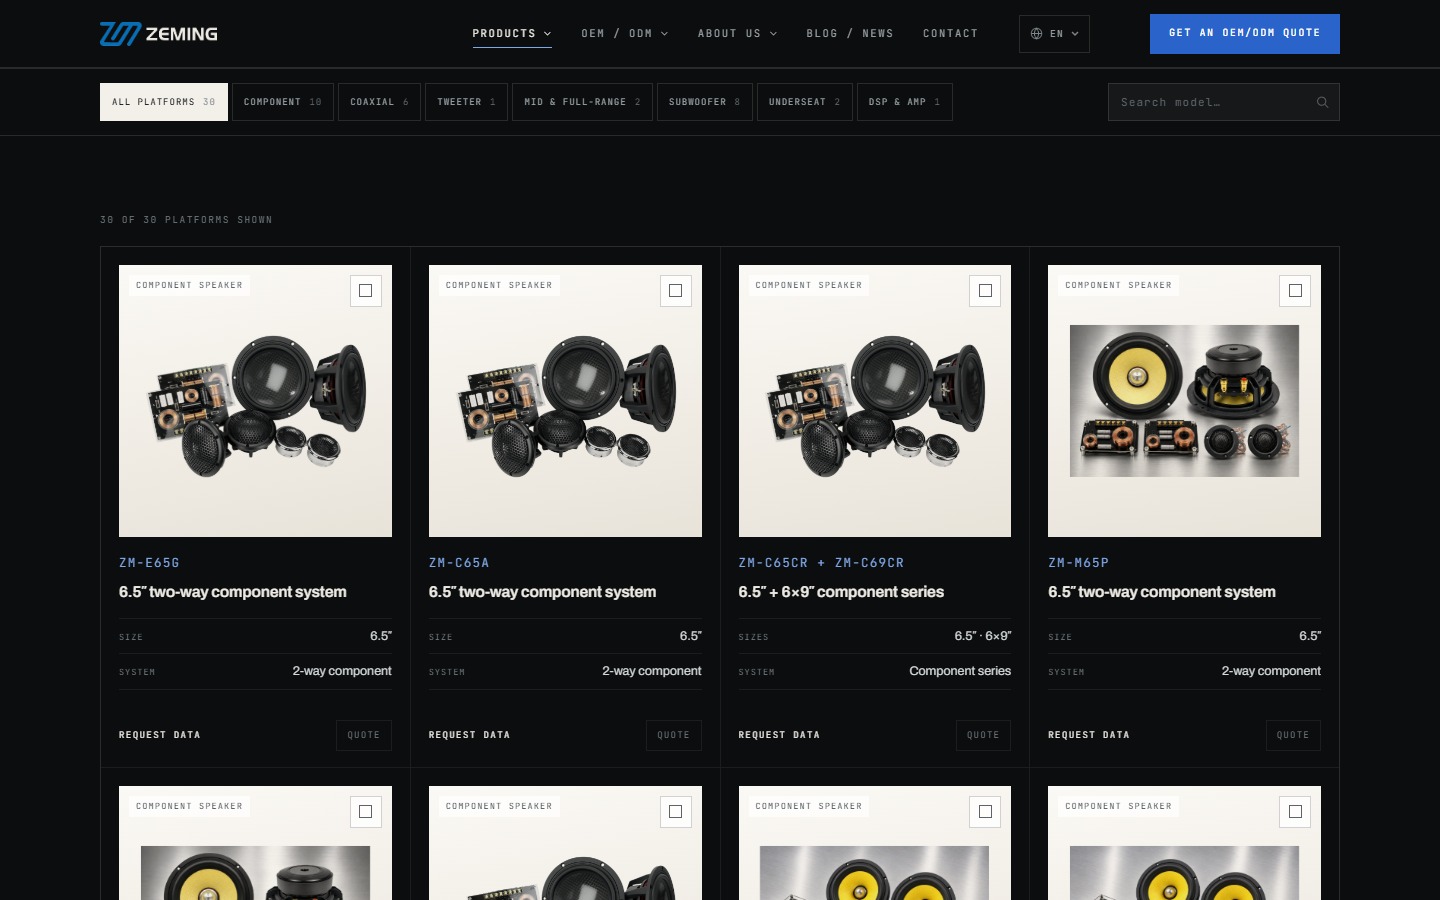 ZEMING
PRODUCTS
OEM / ODM
ABOUT US
BLOG / NEWS
CONTACT
EN
GET AN OEM/ODM QUOTE
ALL PLATFORMS 30
COMPONENT 10
COAXIAL 6
TWEETER 1
MID & FULL-RANGE 2
SUBWOOFER 8
UNDERSEAT 2
DSP & AMP 1
Search model…
30 OF 30 PLATFORMS SHOWN
COMPONENT SPEAKER
ZM-E65G
6.5″ two-way component system
SIZE 6.5″
SYSTEM 2-way component
REQUEST DATA
QUOTE
COMPONENT SPEAKER
ZM-C65A
6.5″ two-way component system
SIZE 6.5″
SYSTEM 2-way component
REQUEST DATA
QUOTE
COMPONENT SPEAKER
ZM-C65CR + ZM-C69CR
6.5″ + 6×9″ component series
SIZES 6.5″ · 6×9″
SYSTEM Component series
REQUEST DATA
QUOTE
COMPONENT SPEAKER
ZM-M65P
6.5″ two-way component system
SIZE 6.5″
SYSTEM 2-way component
REQUEST DATA
QUOTE
COMPONENT SPEAKER
COMPONENT SPEAKER
COMPONENT SPEAKER
COMPONENT SPEAKER